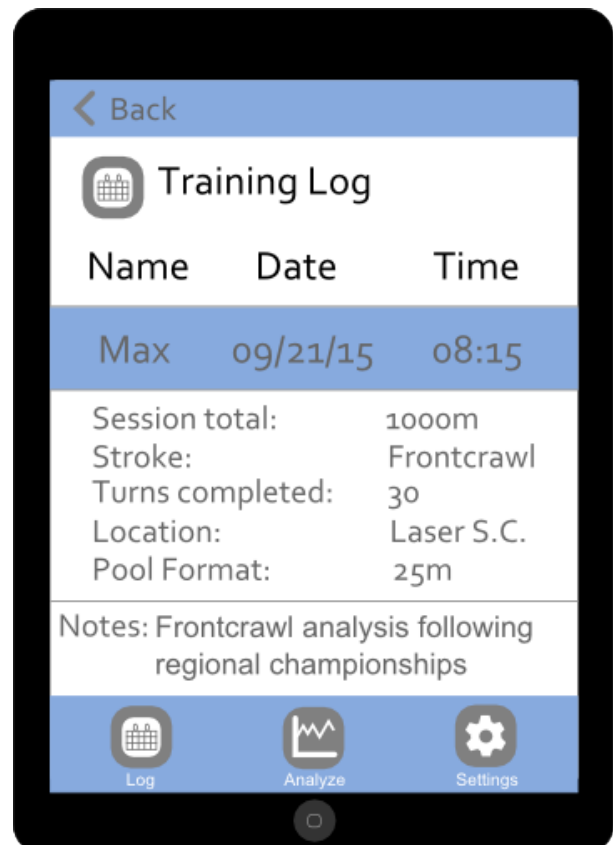 Back
Training Log
Name Date Time
Max 09/21/15 08:15
Session total: 1000m
Stroke: Frontcrawl
Turns completed: 30
Location: Laser S.C.
Pool Format: 25m
Notes: Frontcrawl analysis following
regional championships
Log Analyze Settings